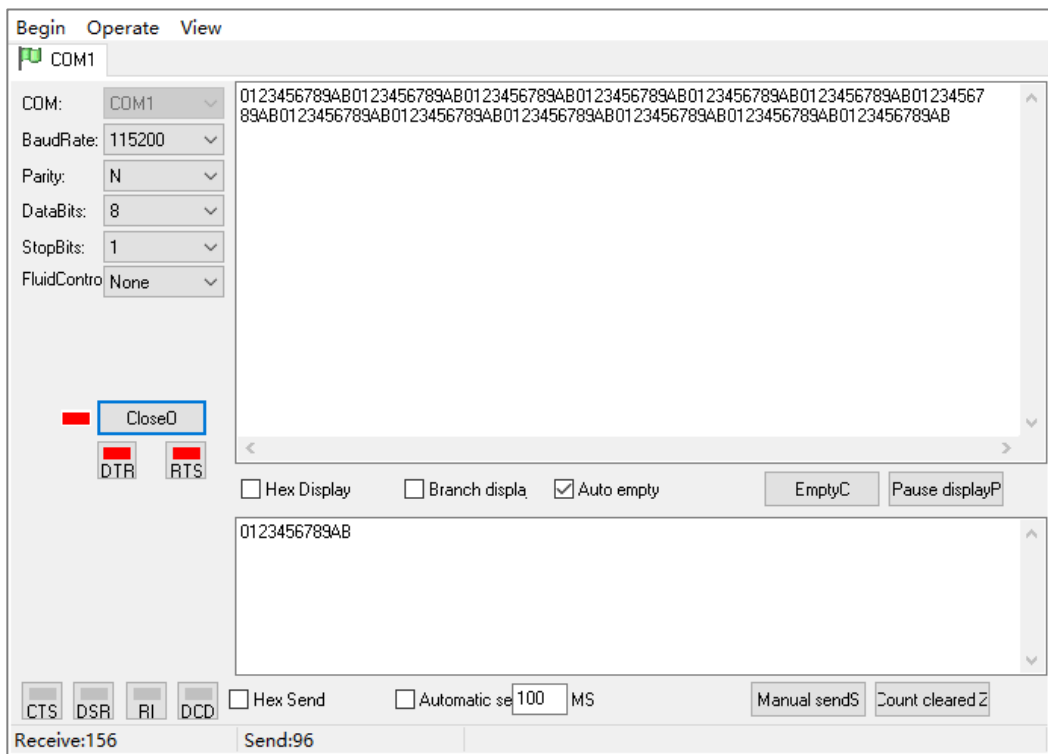 Begin Operate View
COM1
COM: COM1
BaudRate: 115200
Parity: N
DataBits: 8
StopBits: 1
FluidContro None
0123456789AB0123456789AB0123456789AB0123456789AB0123456789AB0123456789AB01234567
89AB0123456789AB0123456789AB0123456789AB0123456789AB0123456789AB0123456789AB
CloseO
DTR RTS
Hex Display Branch displa Auto empty EmptyC Pause displayP
0123456789AB
CTS DSR RI DCD Hex Send Automatic se 100 MS Manual sendS Count cleared Z
Receive:156 Send:96